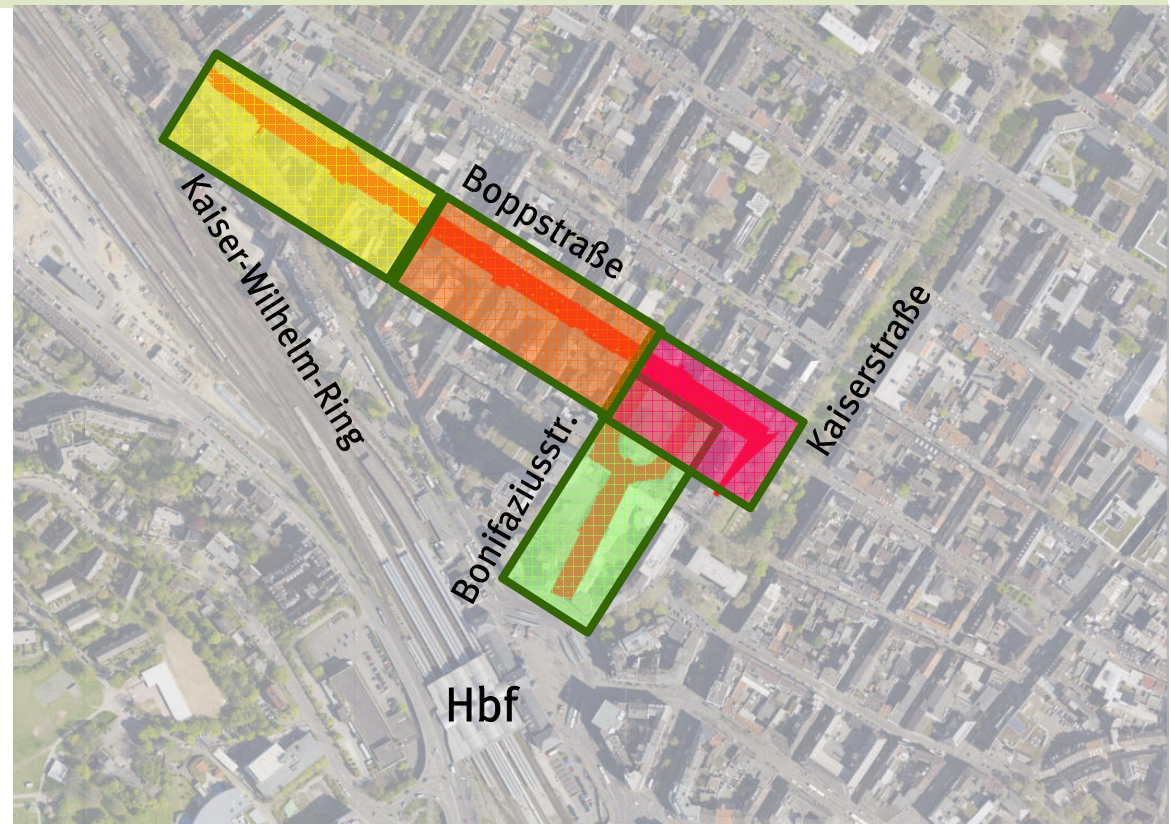 Boppstraße
Kaiser-Wilhelm-Ring
Kaiserstraße
Bonifaziusstr.
Hbf